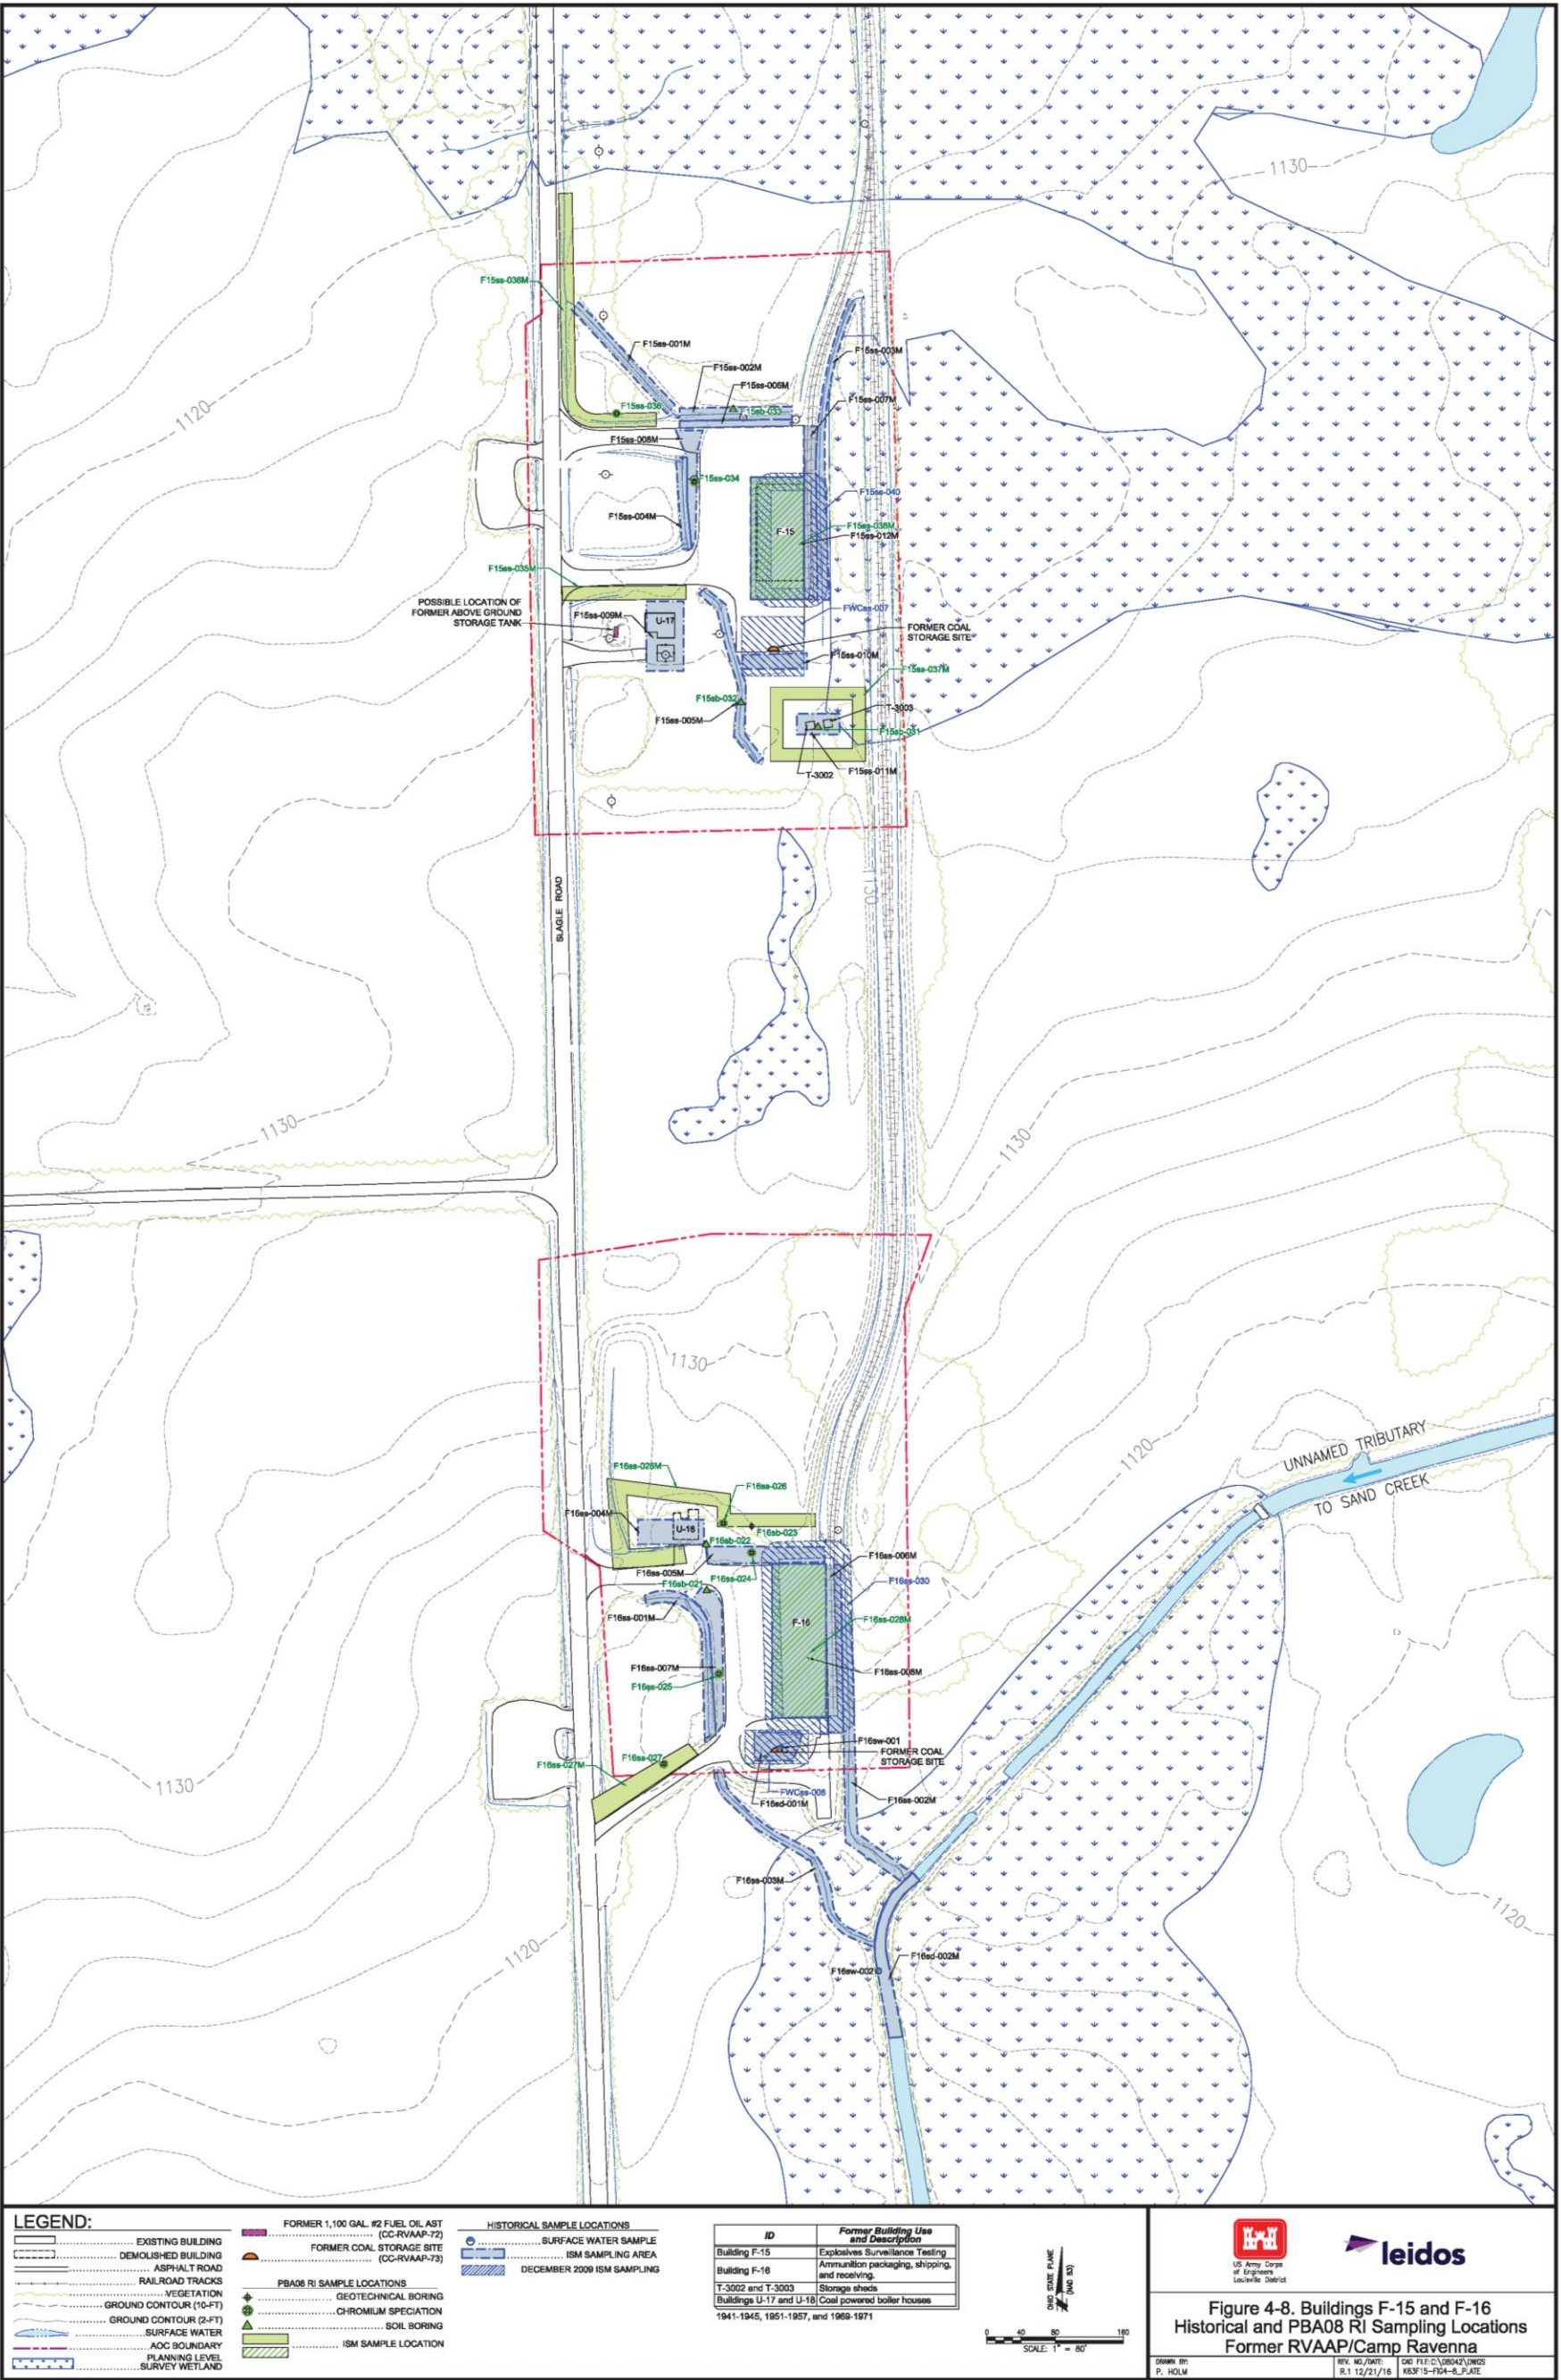 1130
F15ss-036M
F15ss-001M
F15ss-003M
F15ss-002M
F15ss-006M
1120
F15ss-007M
F15ss-036
F15sb-033
F15ss-008M
F15ss-034
F15ss-040
F15ss-004M
F15ss-038M
F-15
F15ss-012M
F15ss-035M
POSSIBLE LOCATION OF
FORMER ABOVE GROUND
STORAGE TANK
F15ss-009M
U-17
FWCss-007
FORMER COAL
STORAGE SITE
F15ss-010M
F15ss-037M
F15sb-032
T-3003
F15ss-005M
F15sb-031
T-3002
F15ss-011M
1130
SLAGLE ROAD
1130
1130
1130
1120
UNNAMED TRIBUTARY
TO SAND CREEK
F16ss-026M
F16ss-026
F16ss-004M
U-18
F16sb-023
F16sb-022
F16ss-006M
F16ss-005M
F16ss-024
F16sb-021
F16ss-030
F16ss-001M
F-16
F16ss-028M
F16ss-007M
F16ss-008M
F16ss-025
F16sw-001
FORMER COAL
STORAGE SITE
F16ss-027
F16ss-027M
1130
FWCss-008
F16sd-001M
F16ss-002M
F16ss-003M
1120
1120
F16sd-002M
F16sw-002
LEGEND:
EXISTING BUILDING
DEMOLISHED BUILDING
ASPHALT ROAD
RAILROAD TRACKS
VEGETATION
GROUND CONTOUR (10-FT)
GROUND CONTOUR (2-FT)
SURFACE WATER
AOC BOUNDARY
PLANNING LEVEL
SURVEY WETLAND
FORMER 1,100 GAL. #2 FUEL OIL AST
(CC-RVAAP-72)
FORMER COAL STORAGE SITE
(CC-RVAAP-73)
PBA08 RI SAMPLE LOCATIONS
GEOTECHNICAL BORING
CHROMIUM SPECIATION
SOIL BORING
ISM SAMPLE LOCATION
HISTORICAL SAMPLE LOCATIONS
SURFACE WATER SAMPLE
ISM SAMPLING AREA
DECEMBER 2009 ISM SAMPLING
ID Former Building Use and Description
Building F-15 Explosives Surveillance Testing
Building F-16 Ammunition packaging, shipping, and receiving.
T-3002 and T-3003 Storage sheds
Buildings U-17 and U-18 Coal powered boiler houses
1941-1945, 1951-1957, and 1969-1971
OHIO STATE PLANE
(NAD 83)
0 40 80 160
SCALE: 1" = 80'
US Army Corps
of Engineers
Louisville District
leidos
Figure 4-8. Buildings F-15 and F-16
Historical and PBA08 RI Sampling Locations
Former RVAAP/Camp Ravenna
DRAWN BY:
P. HOLM
REV. NO./DATE:
R.1 12/21/16